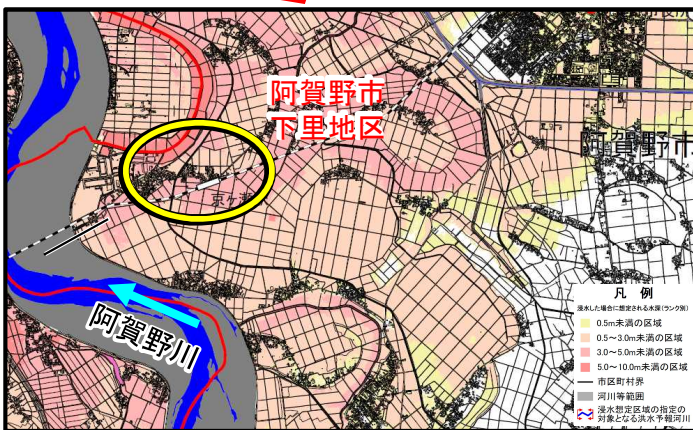 阿賀野市
下里地区
阿賀野市
京ヶ瀬
阿賀野川
凡 例
浸水した場合に想定される水深(ランク別)
0.5m未満の区域
0.5～3.0m未満の区域
3.0～5.0m未満の区域
5.0～10.0m未満の区域
市区町村界
河川等範囲
浸水想定区域の指定の
対象となる洪水予報河川